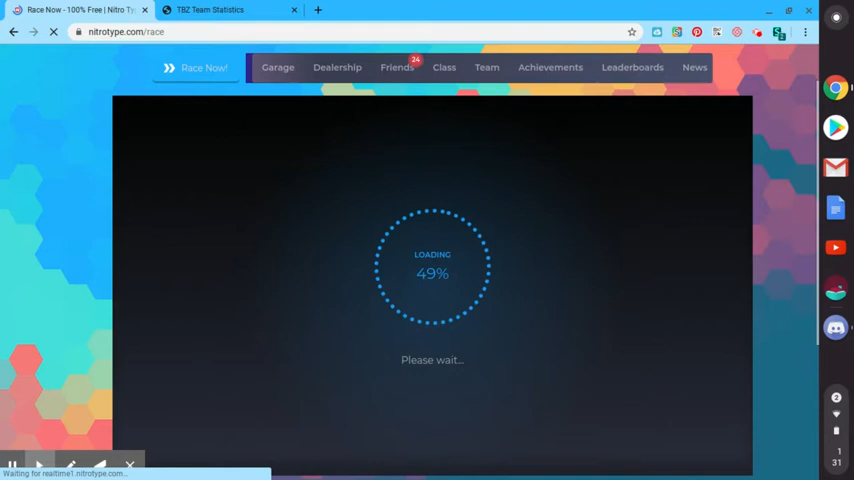 Race Now - 100% Free | Nitro Ty
TBZ Team Statistics
nitrotype.com/race
Race Now!
Garage
Dealership
Friends
24
Class
Team
Achievements
Leaderboards
News
LOADING
49%
Please wait...
Waiting for realtime1.nitrotype.com...
2
1
31